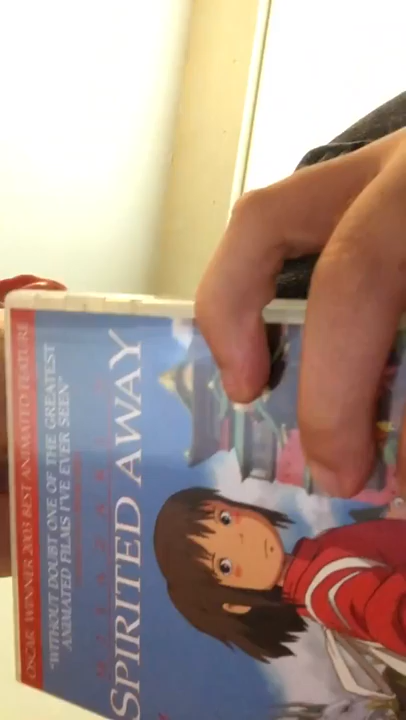 OSCAR WINNER 2003 BEST ANIMATED FEATURE
"WITHOUT DOUBT ONE OF THE GREATEST
ANIMATED FILMS I'VE EVER SEEN"
MIYAZAKI
SPIRITED AWAY